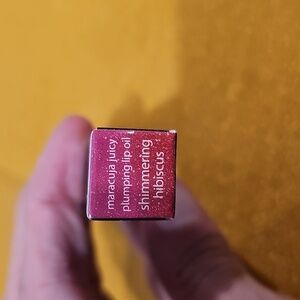 maracuja juicy
plumping lip oil
shimmering
hibiscus